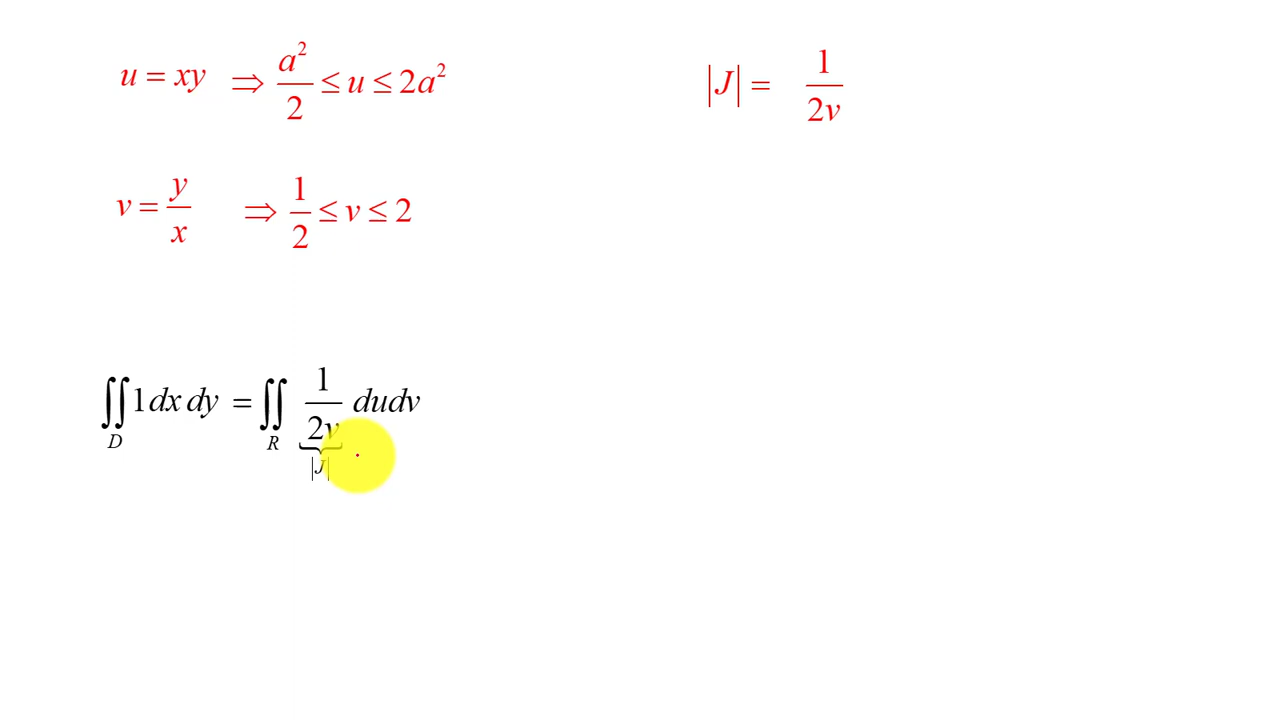 u = xy ⇒ a²/2 ≤ u ≤ 2a²
|J| = 1/2v
v = y/x ⇒ 1/2 ≤ v ≤ 2
∬_D 1 dx dy = ∬_R 1/2v du dv
|J|